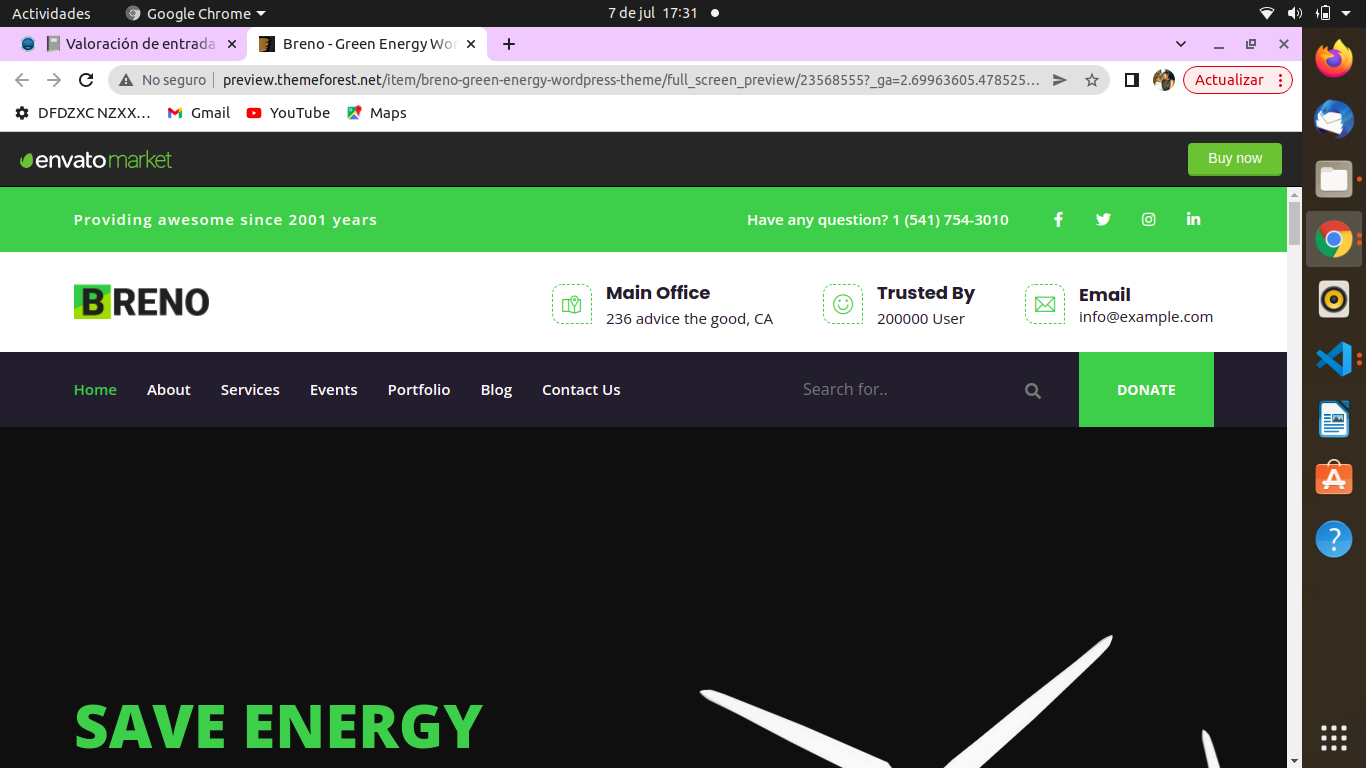 Actividades Google Chrome 7 de jul 17:31
Valoración de entrada Breno - Green Energy Wor
No seguro preview.themeforest.net/item/breno-green-energy-wordpress-theme/full_screen_preview/23568555?_ga=2.69963605.478525... Actualizar
DFDZXC NZXX... Gmail YouTube Maps
envatomarket Buy now
Providing awesome since 2001 years Have any question? 1 (541) 754-3010
BRENO
Main Office
236 advice the good, CA
Trusted By
200000 User
Email
info@example.com
Home About Services Events Portfolio Blog Contact Us Search for.. DONATE
SAVE ENERGY